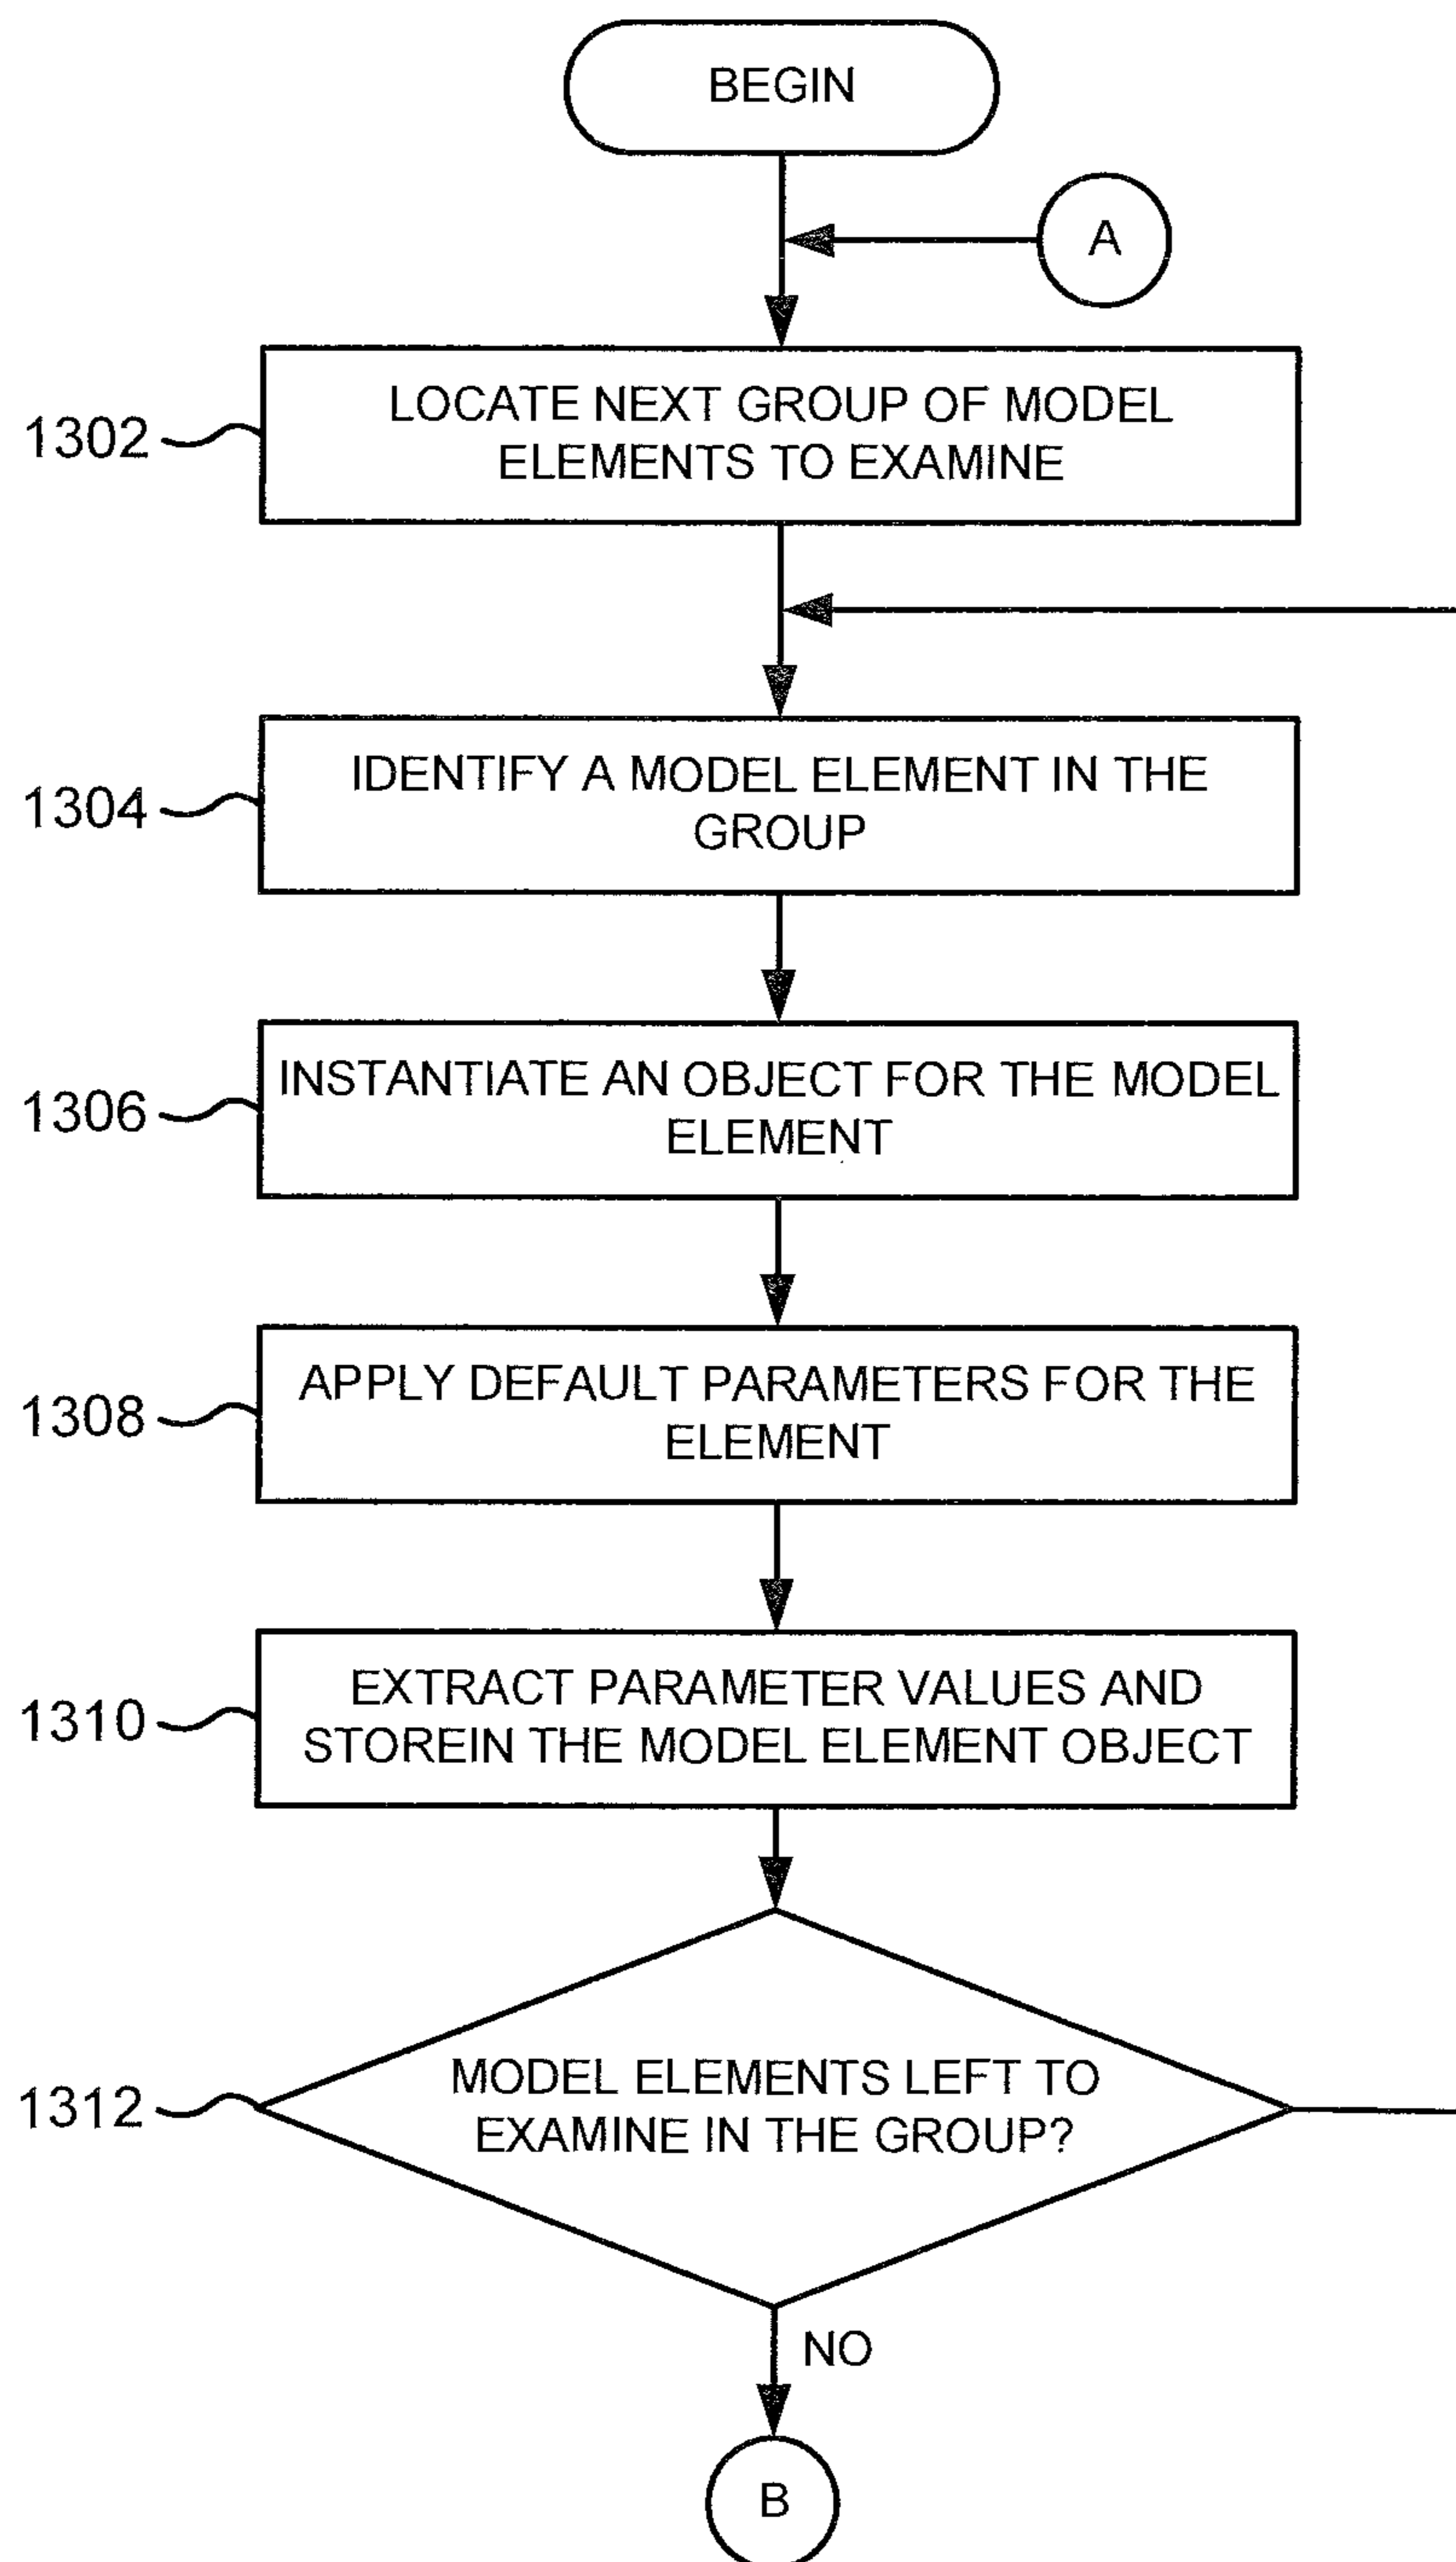 BEGIN
A
1302
LOCATE NEXT GROUP OF MODEL
ELEMENTS TO EXAMINE
1304
IDENTIFY A MODEL ELEMENT IN THE
GROUP
1306
INSTANTIATE AN OBJECT FOR THE MODEL
ELEMENT
1308
APPLY DEFAULT PARAMETERS FOR THE
ELEMENT
1310
EXTRACT PARAMETER VALUES AND
STOREIN THE MODEL ELEMENT OBJECT
1312
MODEL ELEMENTS LEFT TO
EXAMINE IN THE GROUP?
NO
B